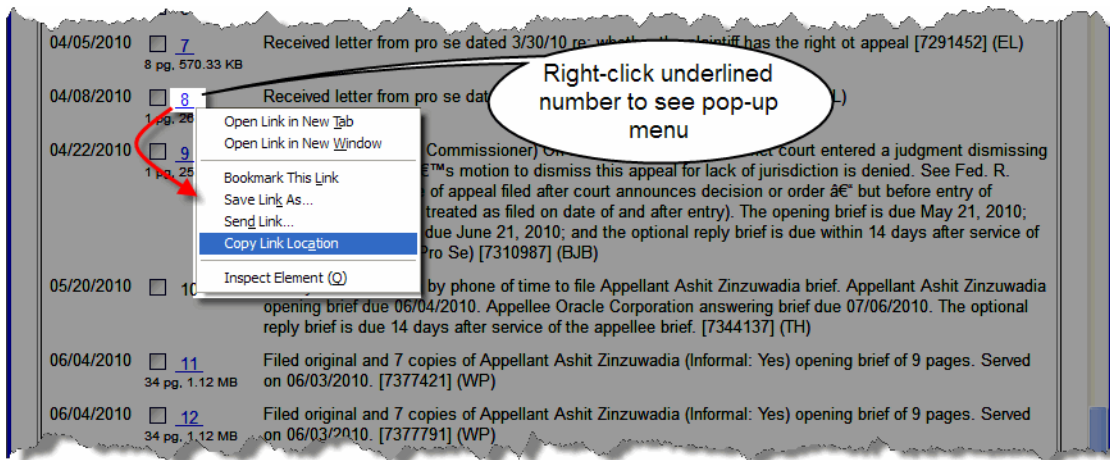 04/05/2010 7 Received letter from pro se dated 3/30/10 re: whether the plaintiff has the right ot appeal [7291452] (EL)
8 pg, 570.33 KB
Right-click underlined
number to see pop-up
menu
04/08/2010 8 Received letter from pro se dat L)
1 pg, 26
Open Link in New Tab
Open Link in New Window
Bookmark This Link
Save Link As...
Send Link...
Copy Link Location
Inspect Element (Q)
04/22/2010 9 Commissioner) O court entered a judgment dismissing
1 pg, 25 €™s motion to dismiss this appeal for lack of jurisdiction is denied. See Fed. R.
e of appeal filed after court announces decision or order â€“ but before entry of
treated as filed on date of and after entry). The opening brief is due May 21, 2010;
due June 21, 2010; and the optional reply brief is due within 14 days after service of
Pro Se) [7310987] (BJB)
05/20/2010 10 by phone of time to file Appellant Ashit Zinzuwadia brief. Appellant Ashit Zinzuwadia
opening brief due 06/04/2010. Appellee Oracle Corporation answering brief due 07/06/2010. The optional
reply brief is due 14 days after service of the appellee brief. [7344137] (TH)
06/04/2010 11 Filed original and 7 copies of Appellant Ashit Zinzuwadia (Informal: Yes) opening brief of 9 pages. Served
34 pg, 1.12 MB on 06/03/2010. [7377421] (WP)
06/04/2010 12 Filed original and 7 copies of Appellant Ashit Zinzuwadia (Informal: Yes) opening brief of 9 pages. Served
34 pg, 1.12 MB on 06/03/2010. [7377791] (WP)